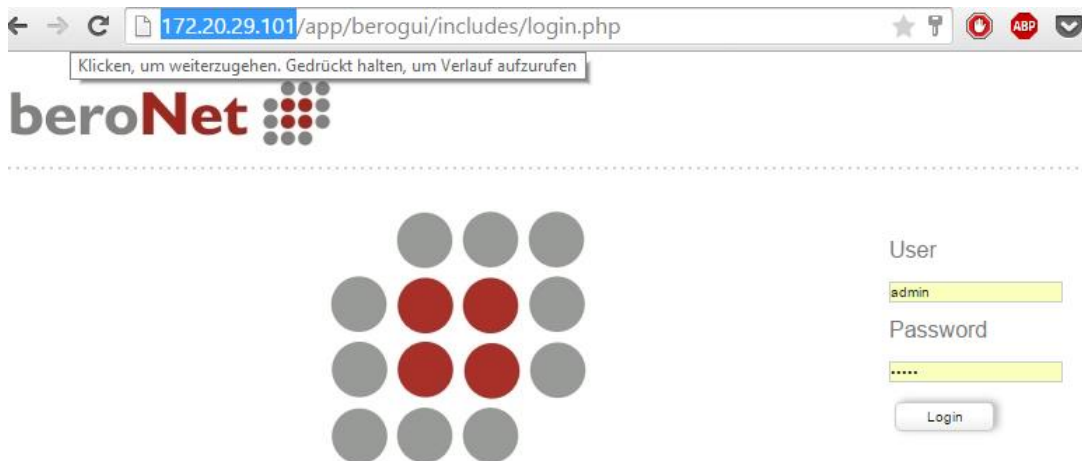 172.20.29.101/app/berogui/includes/login.php
ABP
Klicken, um weiterzugehen. Gedrückt halten, um Verlauf aufzurufen
beroNet
User
admin
Password
•••••
Login